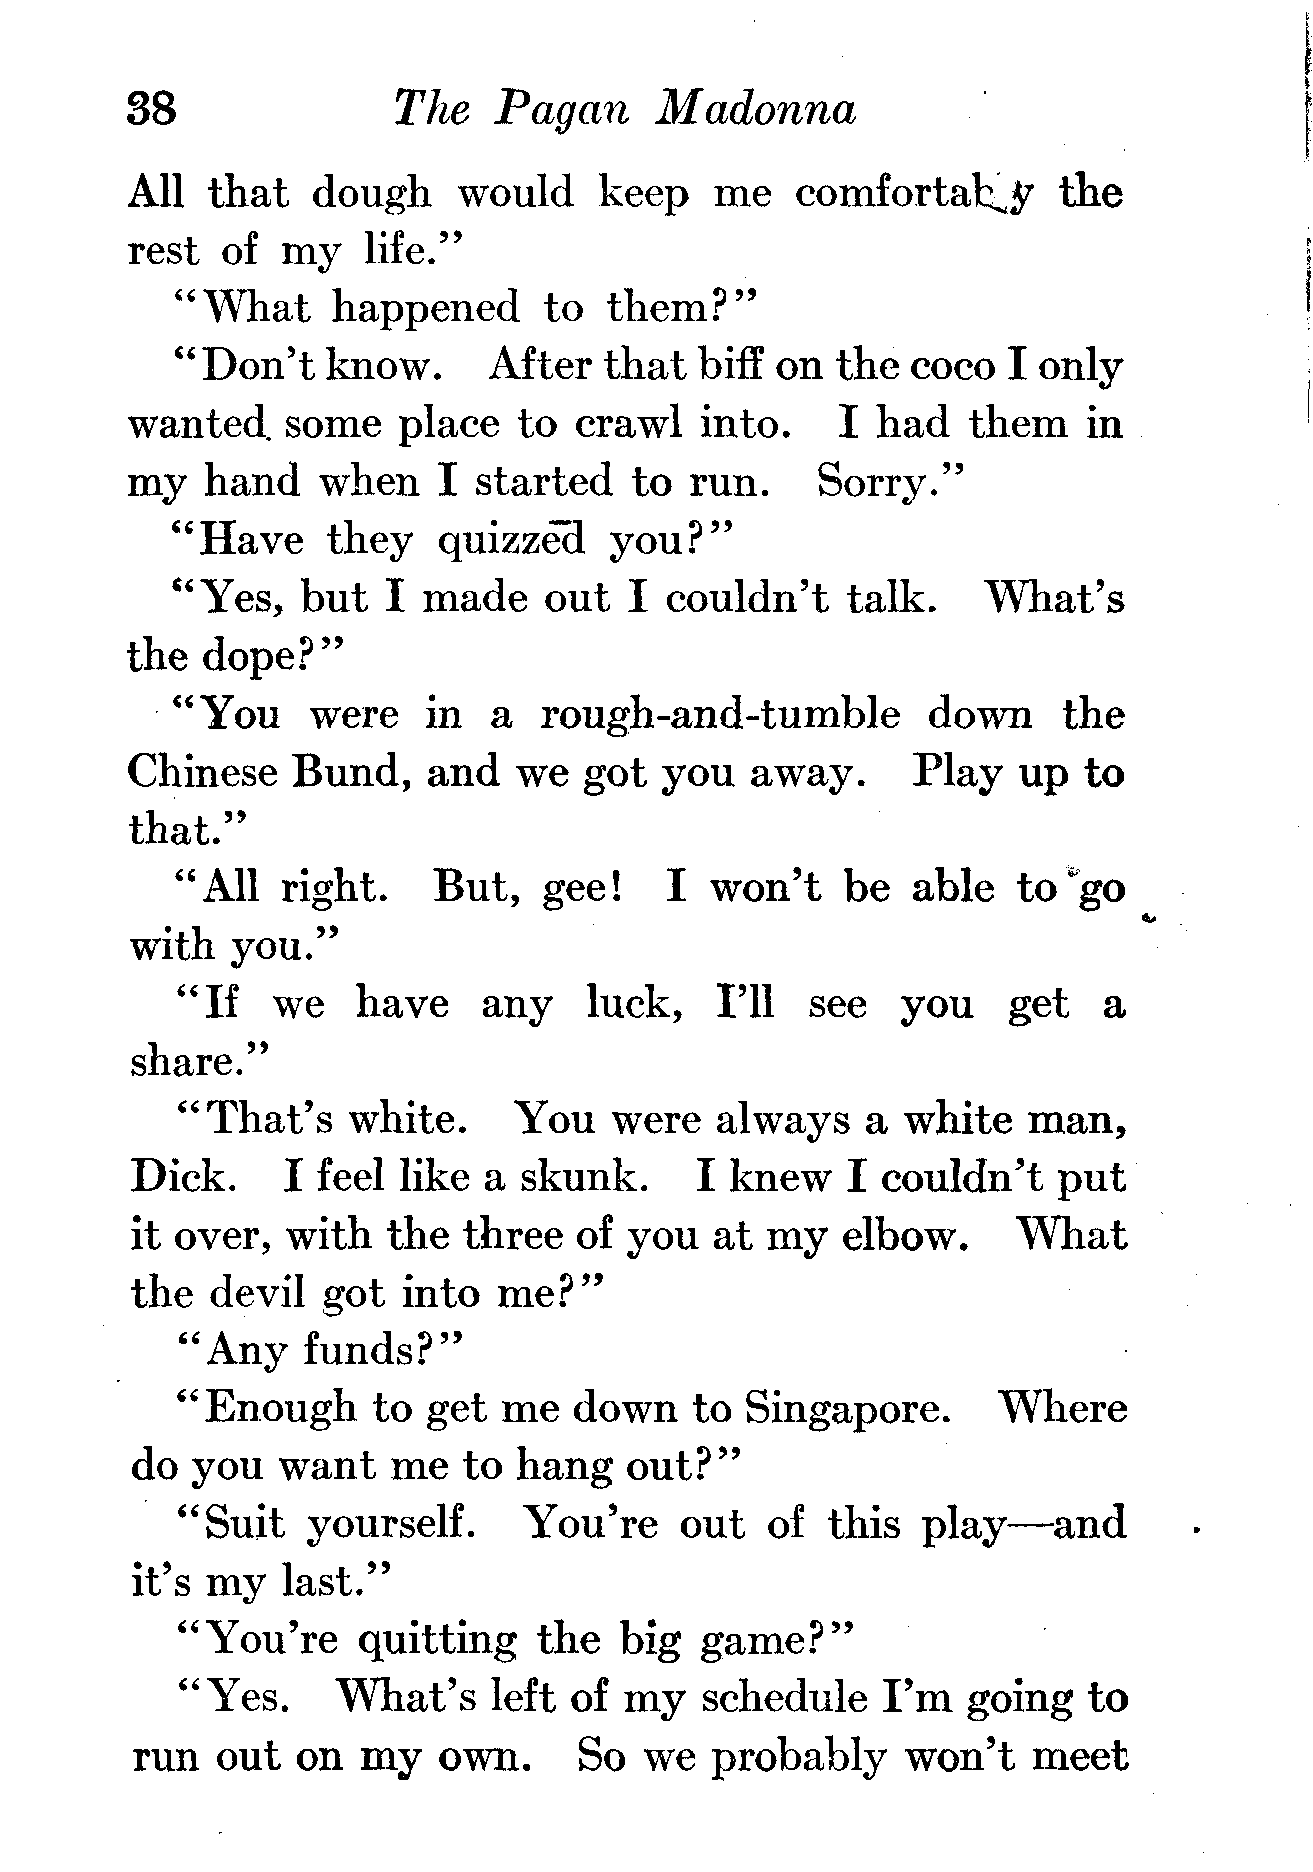 38 The Pagan Madonna
All that dough would keep me comfortably the
rest of my life."
"What happened to them?"
"Don't know. After that biff on the coco I only
wanted some place to crawl into. I had them in
my hand when I started to run. Sorry."
"Have they quizzed you?"
"Yes, but I made out I couldn't talk. What's
the dope?"
"You were in a rough-and-tumble down the
Chinese Bund, and we got you away. Play up to
that."
"All right. But, gee! I won't be able to go
with you."
"If we have any luck, I'll see you get a
share."
"That's white. You were always a white man,
Dick. I feel like a skunk. I knew I couldn't put
it over, with the three of you at my elbow. What
the devil got into me?"
"Any funds?"
"Enough to get me down to Singapore. Where
do you want me to hang out?"
"Suit yourself. You're out of this play—and
it's my last."
"You're quitting the big game?"
"Yes. What's left of my schedule I'm going to
run out on my own. So we probably won't meet